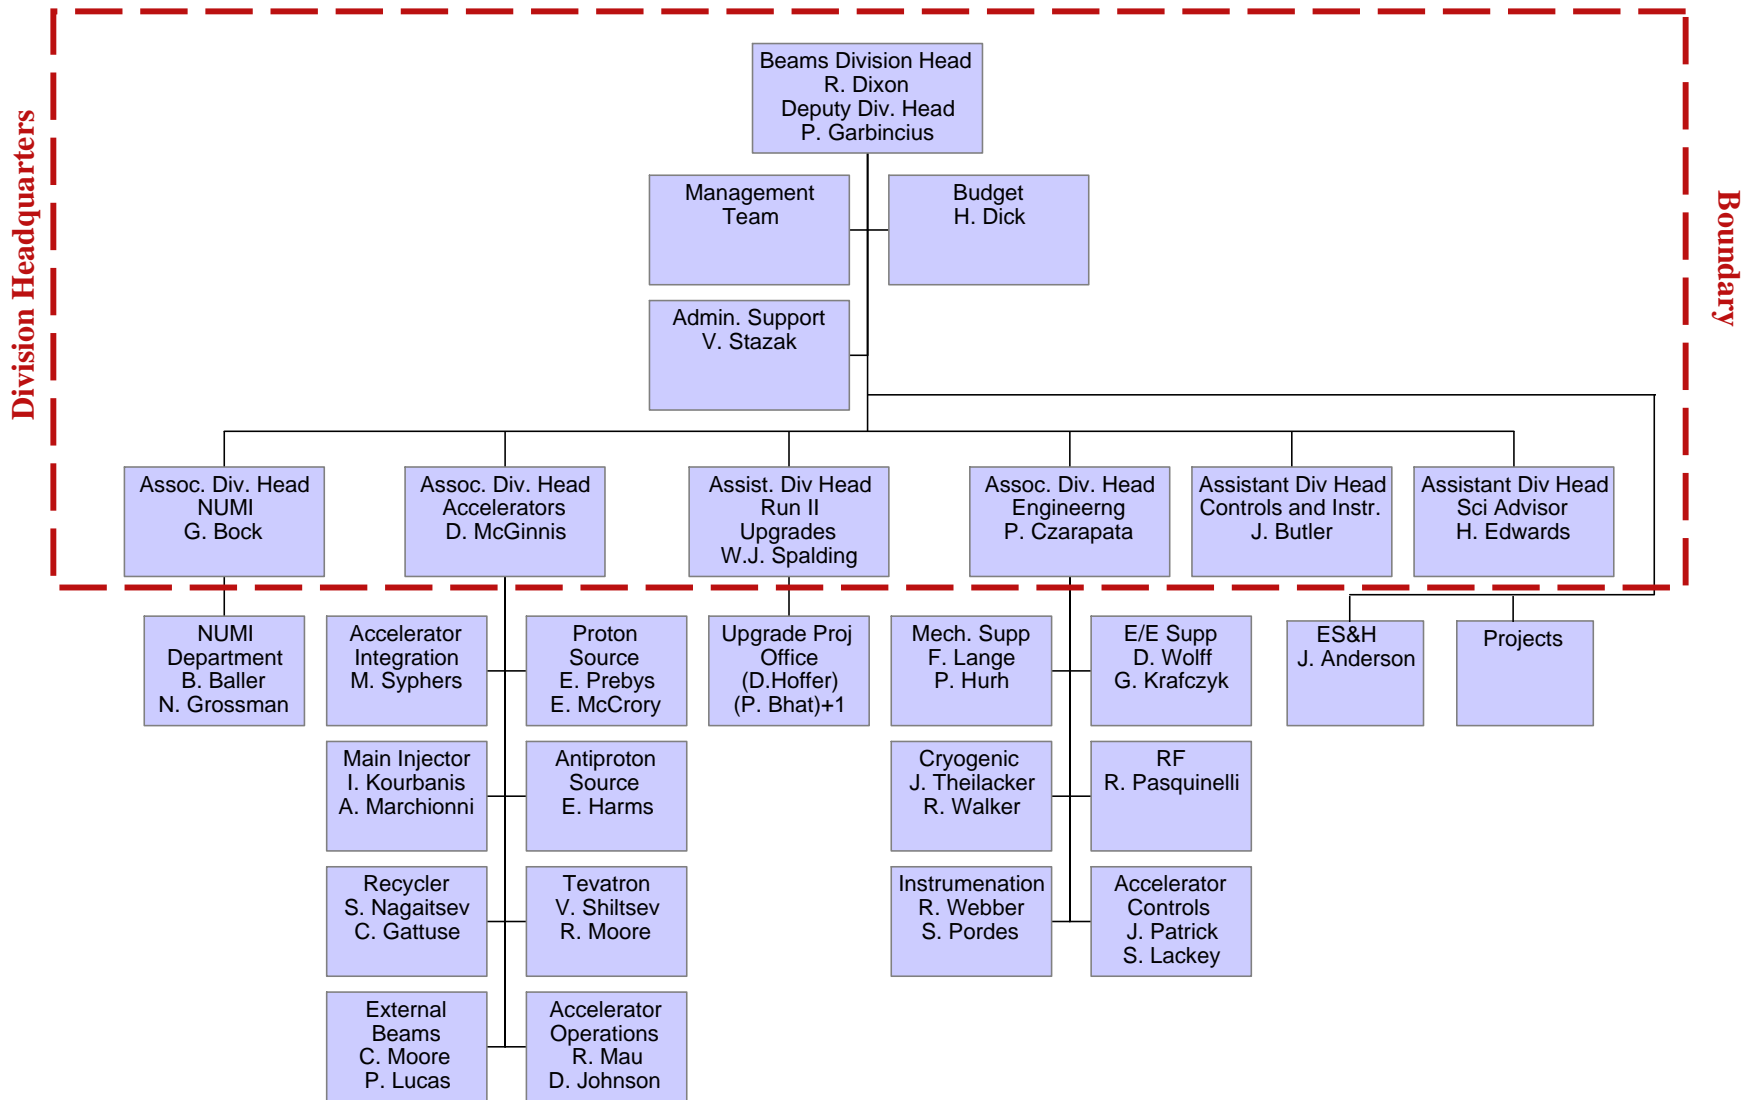 Division Headquarters
Boundary
Beams Division Head
R. Dixon
Deputy Div. Head
P. Garbincius
Management
Team
Budget
H. Dick
Admin. Support
V. Stazak
Assoc. Div. Head
NUMI
G. Bock
Assoc. Div. Head
Accelerators
D. McGinnis
Assist. Div Head
Run II
Upgrades
W.J. Spalding
Assoc. Div. Head
Engineerng
P. Czarapata
Assistant Div Head
Controls and Instr.
J. Butler
Assistant Div Head
Sci Advisor
H. Edwards
NUMI
Department
B. Baller
N. Grossman
Accelerator
Integration
M. Syphers
Proton
Source
E. Prebys
E. McCrory
Upgrade Proj
Office
(D.Hoffer)
(P. Bhat)+1
Mech. Supp
F. Lange
P. Hurh
E/E Supp
D. Wolff
G. Krafczyk
ES&H
J. Anderson
Projects
Main Injector
I. Kourbanis
A. Marchionni
Antiproton
Source
E. Harms
Cryogenic
J. Theilacker
R. Walker
RF
R. Pasquinelli
Recycler
S. Nagaitsev
C. Gattuse
Tevatron
V. Shiltsev
R. Moore
Instrumenation
R. Webber
S. Pordes
Accelerator
Controls
J. Patrick
S. Lackey
External
Beams
C. Moore
P. Lucas
Accelerator
Operations
R. Mau
D. Johnson